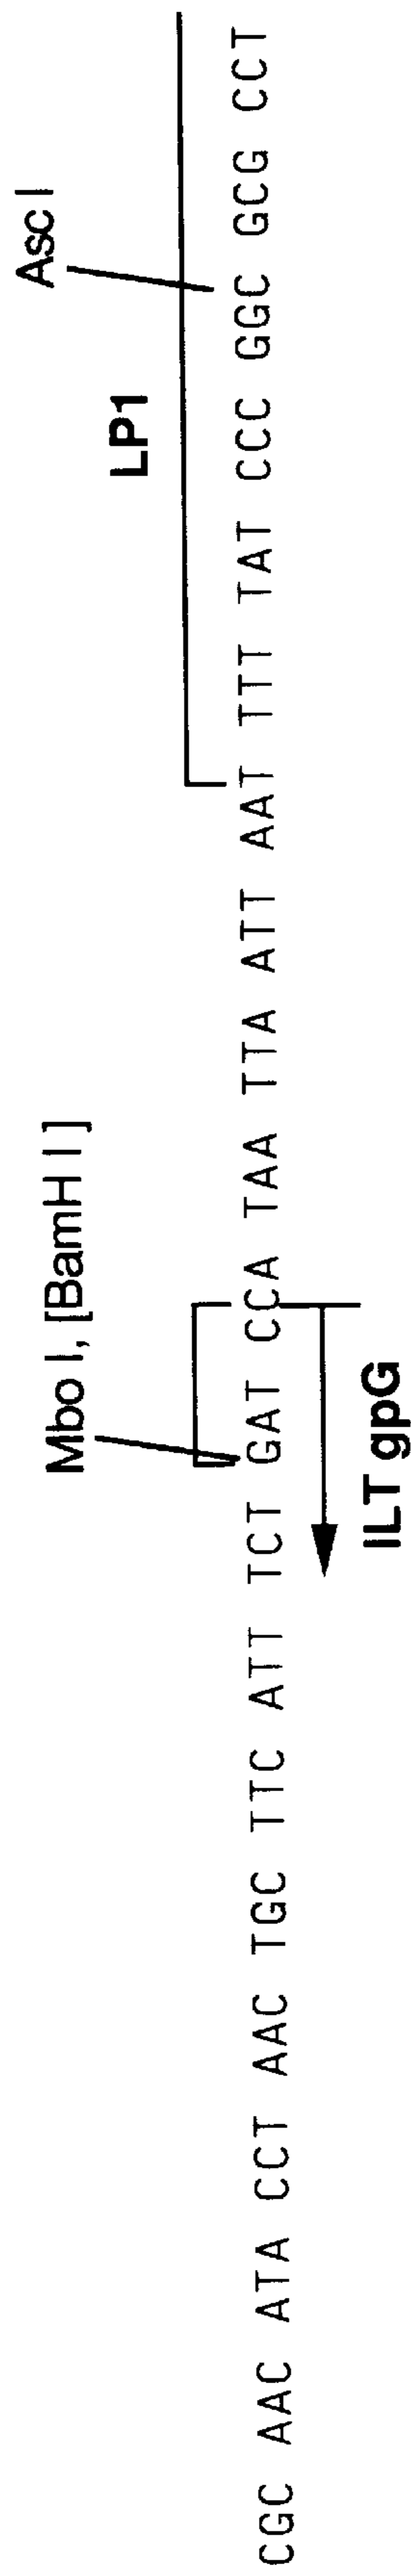 Asc I
LP1
Mbo I, [BamH I]
CGC AAC ATA CCT AAC TGC TTC ATT TCT GAT CCA TAA TTA ATT AAT TTT TAT CCC GGC GCG CCT
ILT gpG